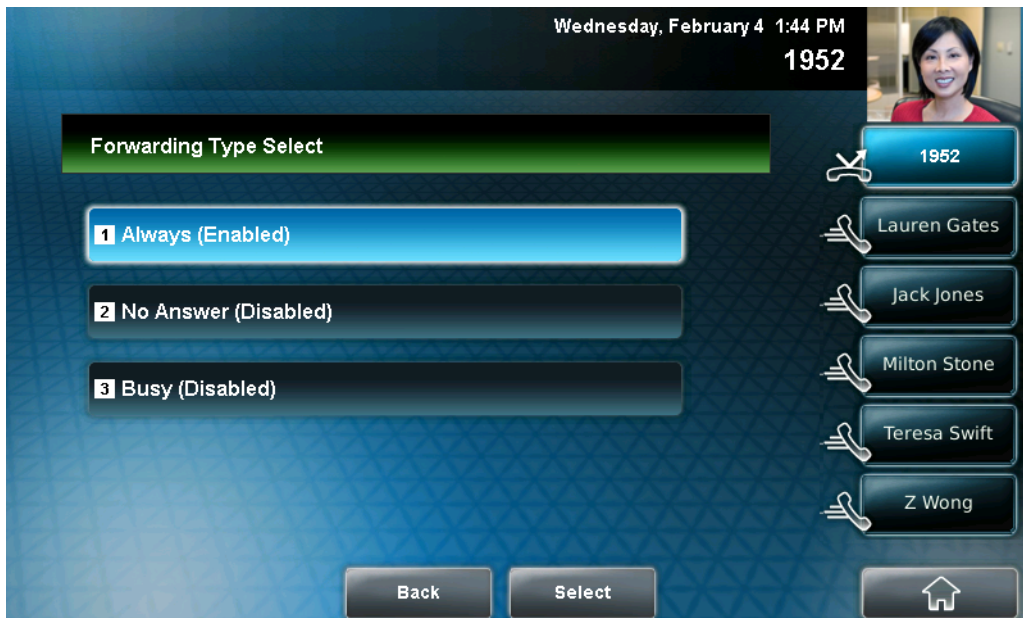 Wednesday, February 4 1:44 PM
1952
Forwarding Type Select
1952
1 Always (Enabled)
Lauren Gates
2 No Answer (Disabled)
Jack Jones
3 Busy (Disabled)
Milton Stone
Teresa Swift
Z Wong
Back
Select